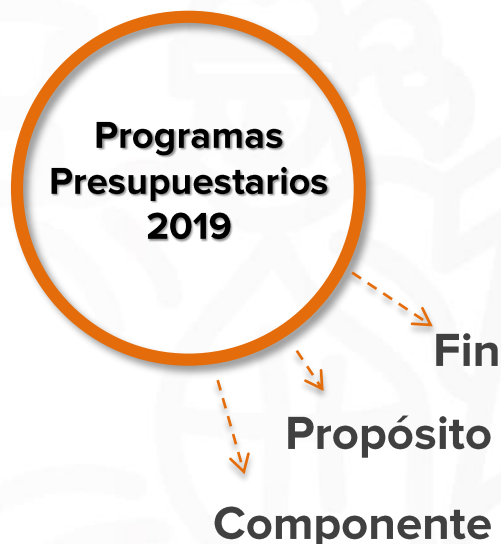 Programas
Presupuestarios
2019
Fin
Propósito
Componente